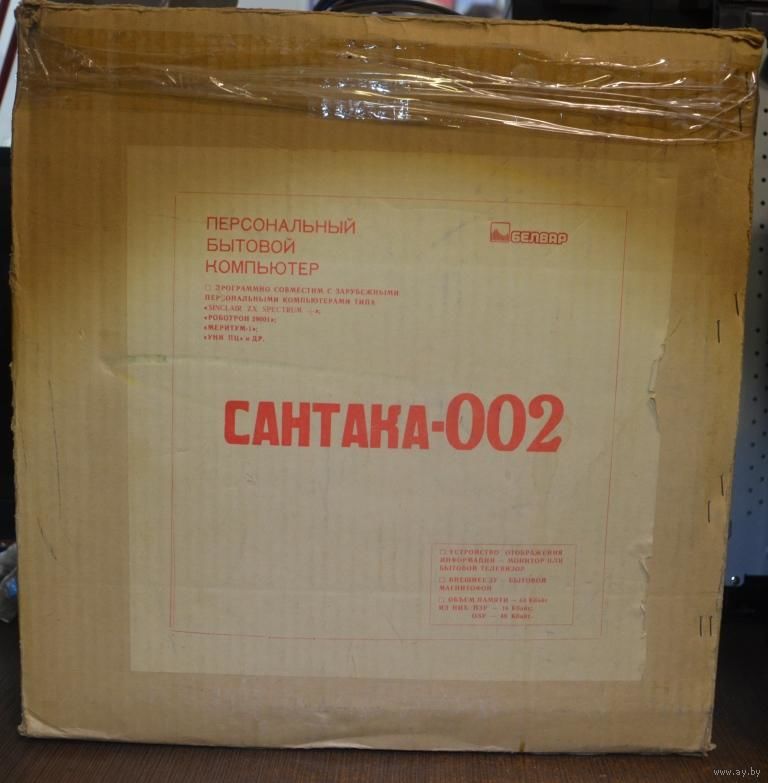 ПЕРСОНАЛЬНЫЙ
БЫТОВОЙ
КОМПЬЮТЕР
БЕЛВАР
□ ПРОГРАММНО СОВМЕСТИМ С ЗАРУБЕЖНЫМИ
ПЕРСОНАЛЬНЫМИ КОМПЬЮТЕРАМИ ТИПА
«SINCLAIR ZX SPECTRUM +»;
«РОБОТРОН
«МЕРИТУМ-1»;
«УНИ ПЦ» и ДР.
САНТАКА-002
□ УСТРОЙСТВО ОТОБРАЖЕНИЯ
ИНФОРМАЦИИ — МОНИТОР ИЛИ
БЫТОВОЙ ТЕЛЕВИЗОР
□ ВНЕШНЕЕ ЗУ — БЫТОВОЙ
МАГНИТОФОН
□ ОБЪЕМ ПАМЯТИ — 64 Кбайт
ИЗ НИХ ПЗУ — 16 Кбайт;
ОЗУ — 48 Кбайт.
www.ay.by